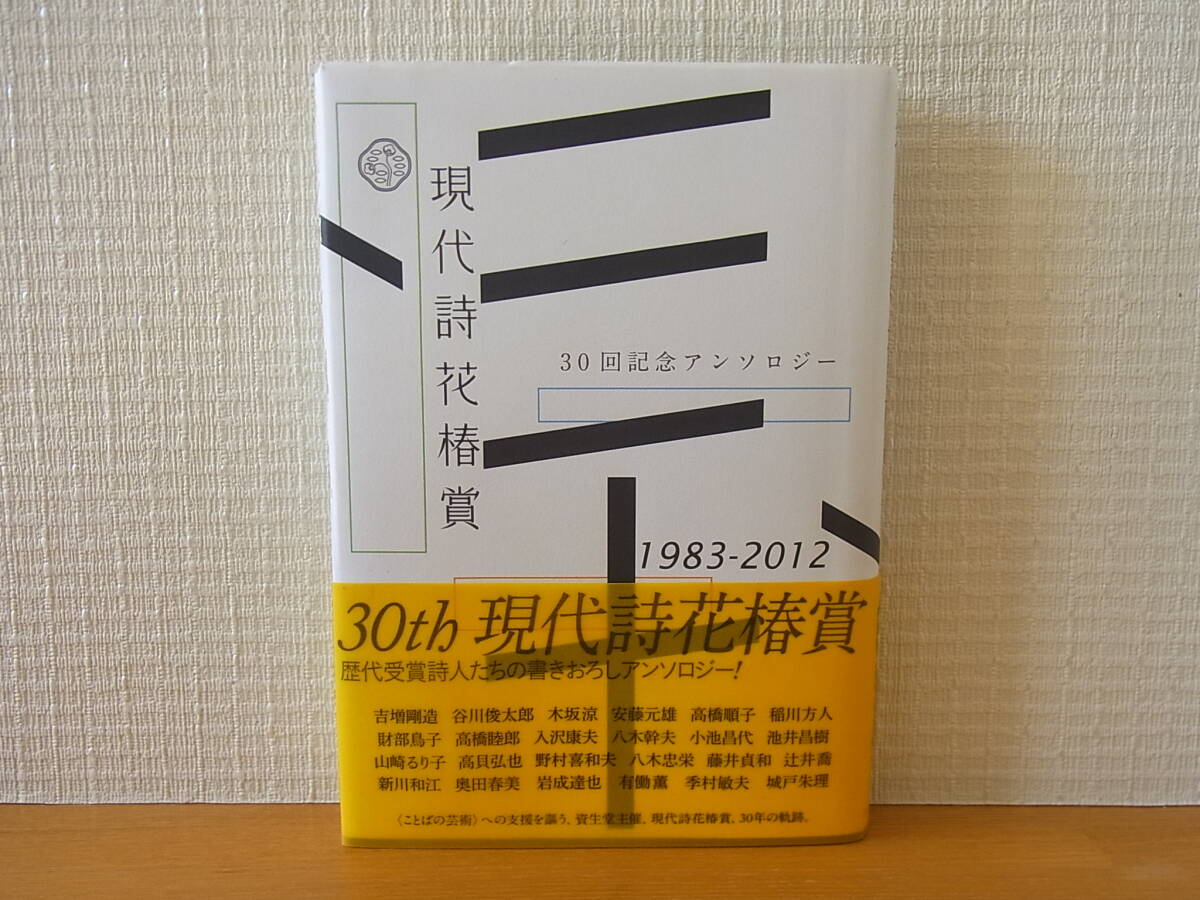 現代詩花椿賞
三十
30回記念アンソロジー
1983-2012
30th 現代詩花椿賞
歴代受賞詩人たちの書きおろしアンソロジー!
吉増剛造 谷川俊太郎 木坂涼 安藤元雄 高橋順子 稲川方人
財部鳥子 高橋睦郎 入沢康夫 八木幹夫 小池昌代 池井昌樹
山崎るり子 高貝弘也 野村喜和夫 八木忠栄 藤井貞和 辻井喬
新川和江 奥田春美 岩成達也 有働薫 季村敏夫 城戸朱理
〈ことばの芸術〉への支援を謳う、資生堂主催、現代詩花椿賞、30年の軌跡。